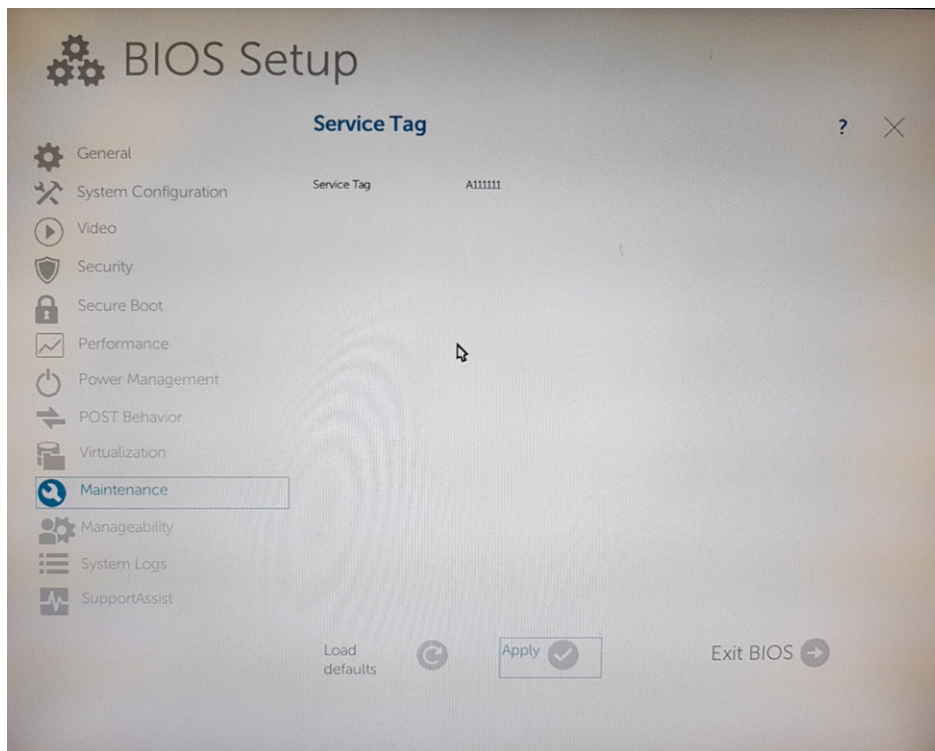 BIOS Setup
Service Tag
?
General
System Configuration
Video
Security
Secure Boot
Performance
Power Management
POST Behavior
Virtualization
Maintenance
Manageability
System Logs
SupportAssist
Service Tag A111111
Load
defaults
Apply
Exit BIOS